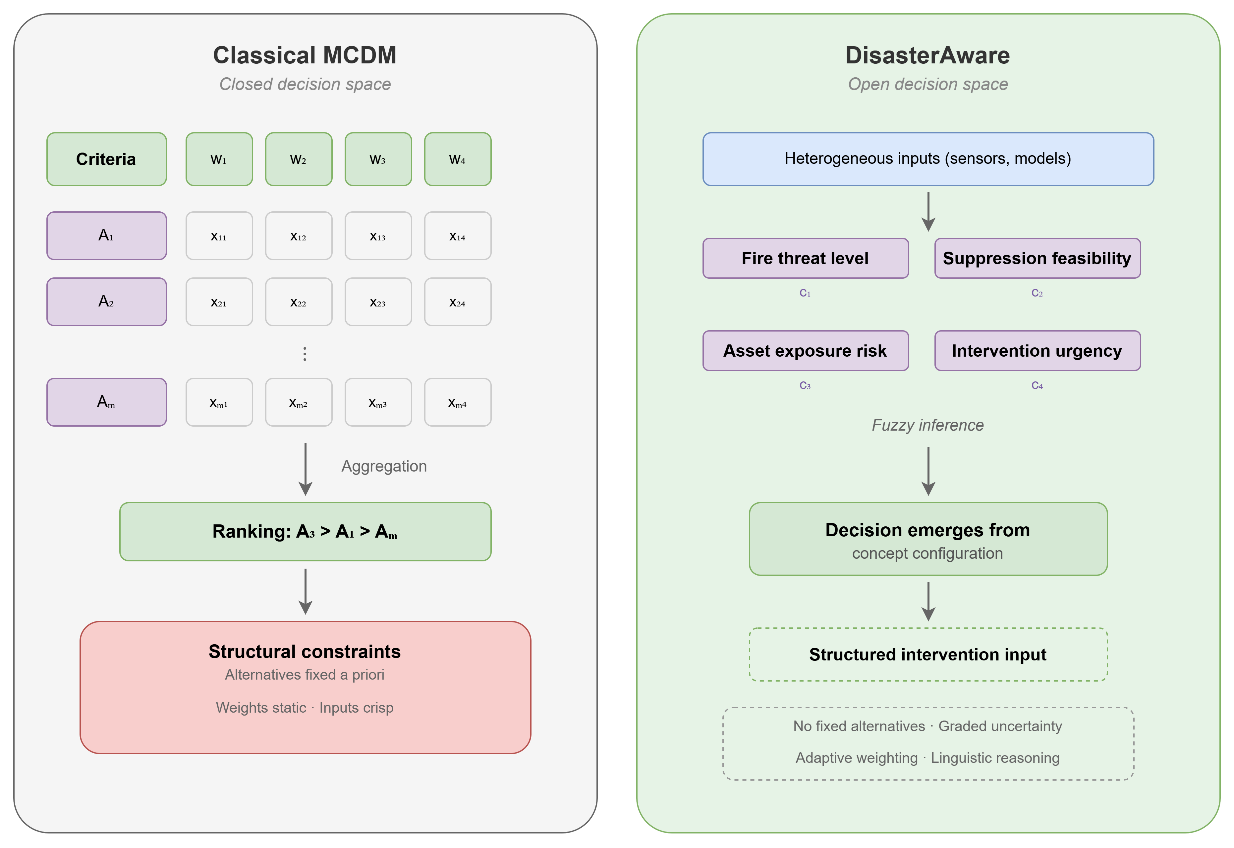 Classical MCDM
Closed decision space
Criteria w₁ w₂ w₃ w₄
A₁ x₁₁ x₁₂ x₁₃ x₁₄
A₂ x₂₁ x₂₂ x₂₃ x₂₄
⋮
Aₘ xₘ₁ xₘ₂ xₘ₃ xₘ₄
Aggregation
Ranking: A₃ > A₁ > Aₘ
Structural constraints
Alternatives fixed a priori
Weights static · Inputs crisp
DisasterAware
Open decision space
Heterogeneous inputs (sensors, models)
Fire threat level Suppression feasibility
C₁ C₂
Asset exposure risk Intervention urgency
C₃ C₄
Fuzzy inference
Decision emerges from
concept configuration
Structured intervention input
No fixed alternatives · Graded uncertainty
Adaptive weighting · Linguistic reasoning